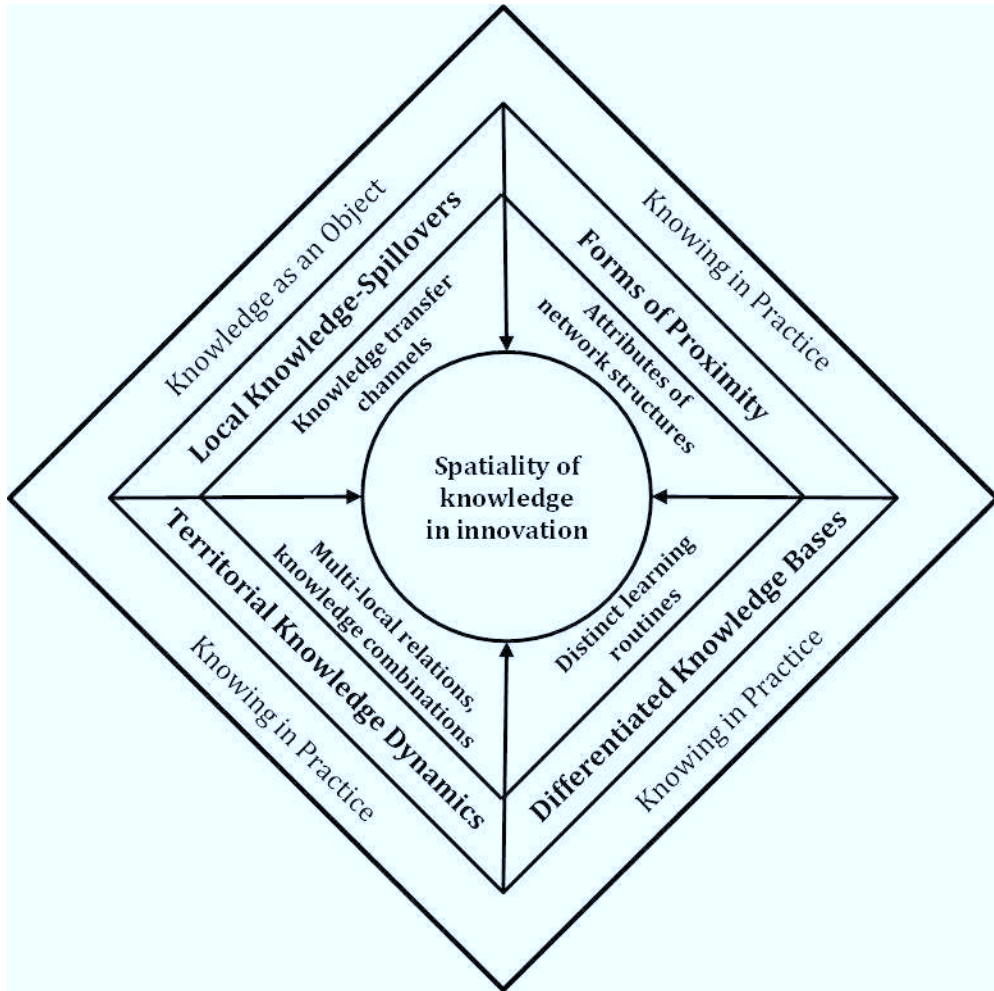 Knowledge as an Object
Local Knowledge-Spillovers
Knowledge transfer
channels
Knowing in Practice
Forms of Proximity
Attributes of
network structures
Spatiality of
knowledge
in innovation
Territorial Knowledge Dynamics
Multi-local relations,
knowledge combinations
Knowing in Practice
Distinct learning
routines
Differentiated Knowledge Bases
Knowing in Practice